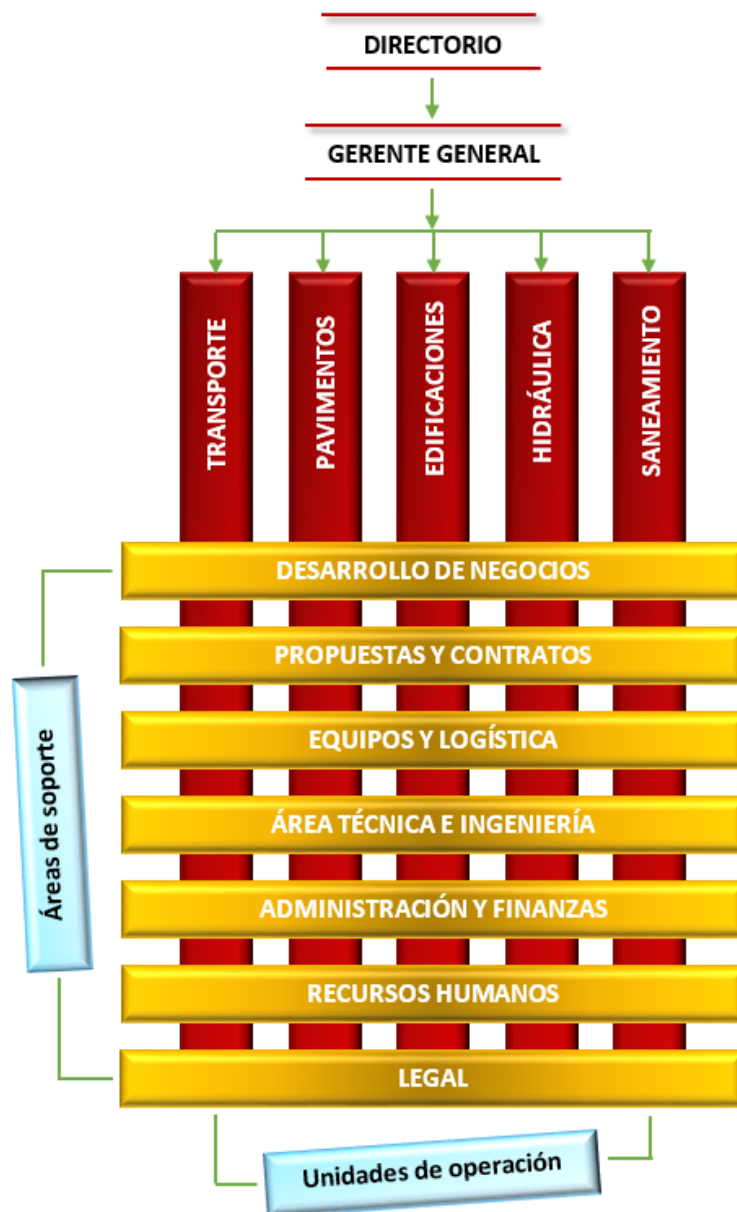 DIRECTORIO
GERENTE GENERAL
TRANSPORTE
PAVIMENTOS
EDIFICACIONES
HIDRÁULICA
SANEAMIENTO
DESARROLLO DE NEGOCIOS
PROPUESTAS Y CONTRATOS
EQUIPOS Y LOGÍSTICA
ÁREA TÉCNICA E INGENIERÍA
ADMINISTRACIÓN Y FINANZAS
RECURSOS HUMANOS
LEGAL
Áreas de soporte
Unidades de operación